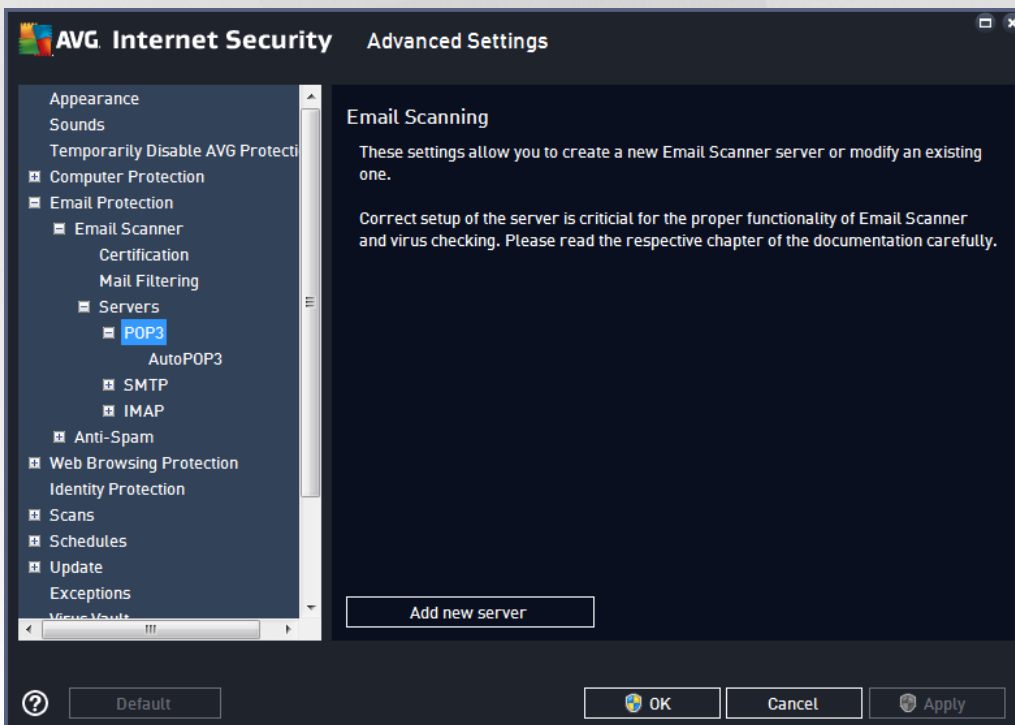 AVG. Internet Security Advanced Settings
Appearance
Sounds
Temporarily Disable AVG Protecti
Computer Protection
Email Protection
Email Scanner
Certification
Mail Filtering
Servers
POP3
AutoPOP3
SMTP
IMAP
Anti-Spam
Web Browsing Protection
Identity Protection
Scans
Schedules
Update
Exceptions
Virus Vault
Email Scanning
These settings allow you to create a new Email Scanner server or modify an existing
one.
Correct setup of the server is criticial for the proper functionality of Email Scanner
and virus checking. Please read the respective chapter of the documentation carefully.
Add new server
Default
OK
Cancel
Apply